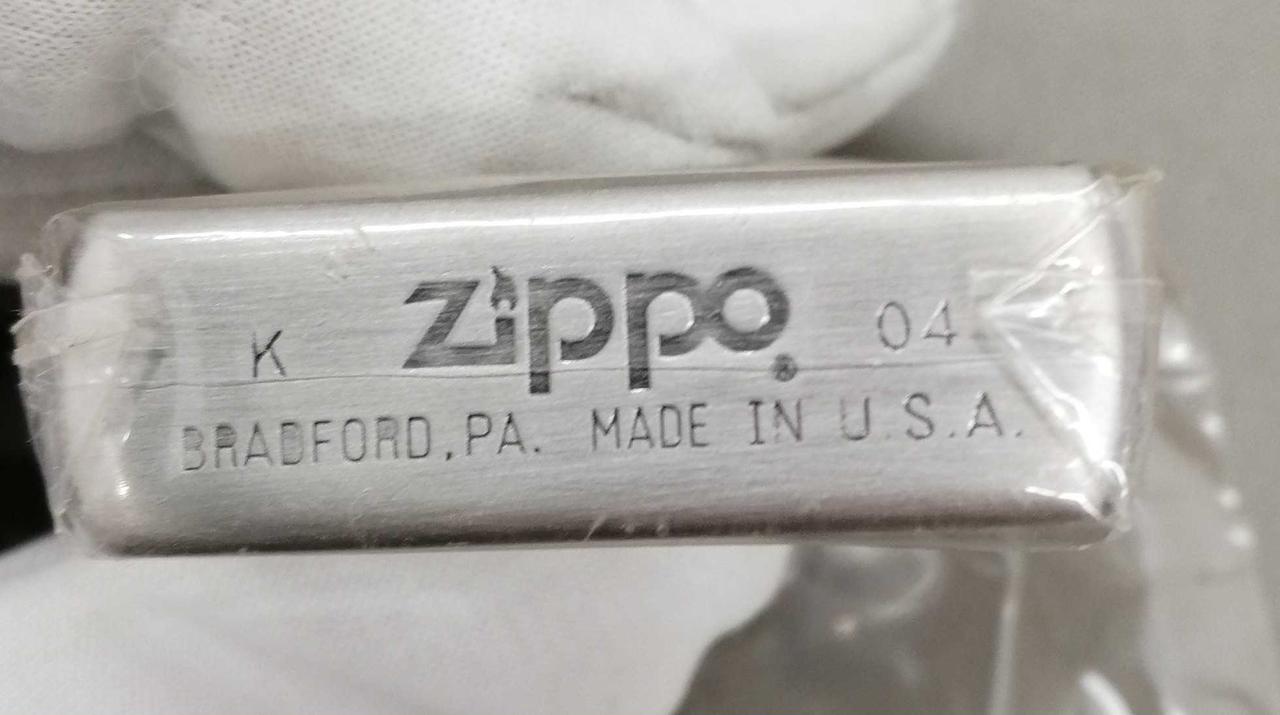 K Zippo® 04
BRADFORD, PA. MADE IN U.S.A.